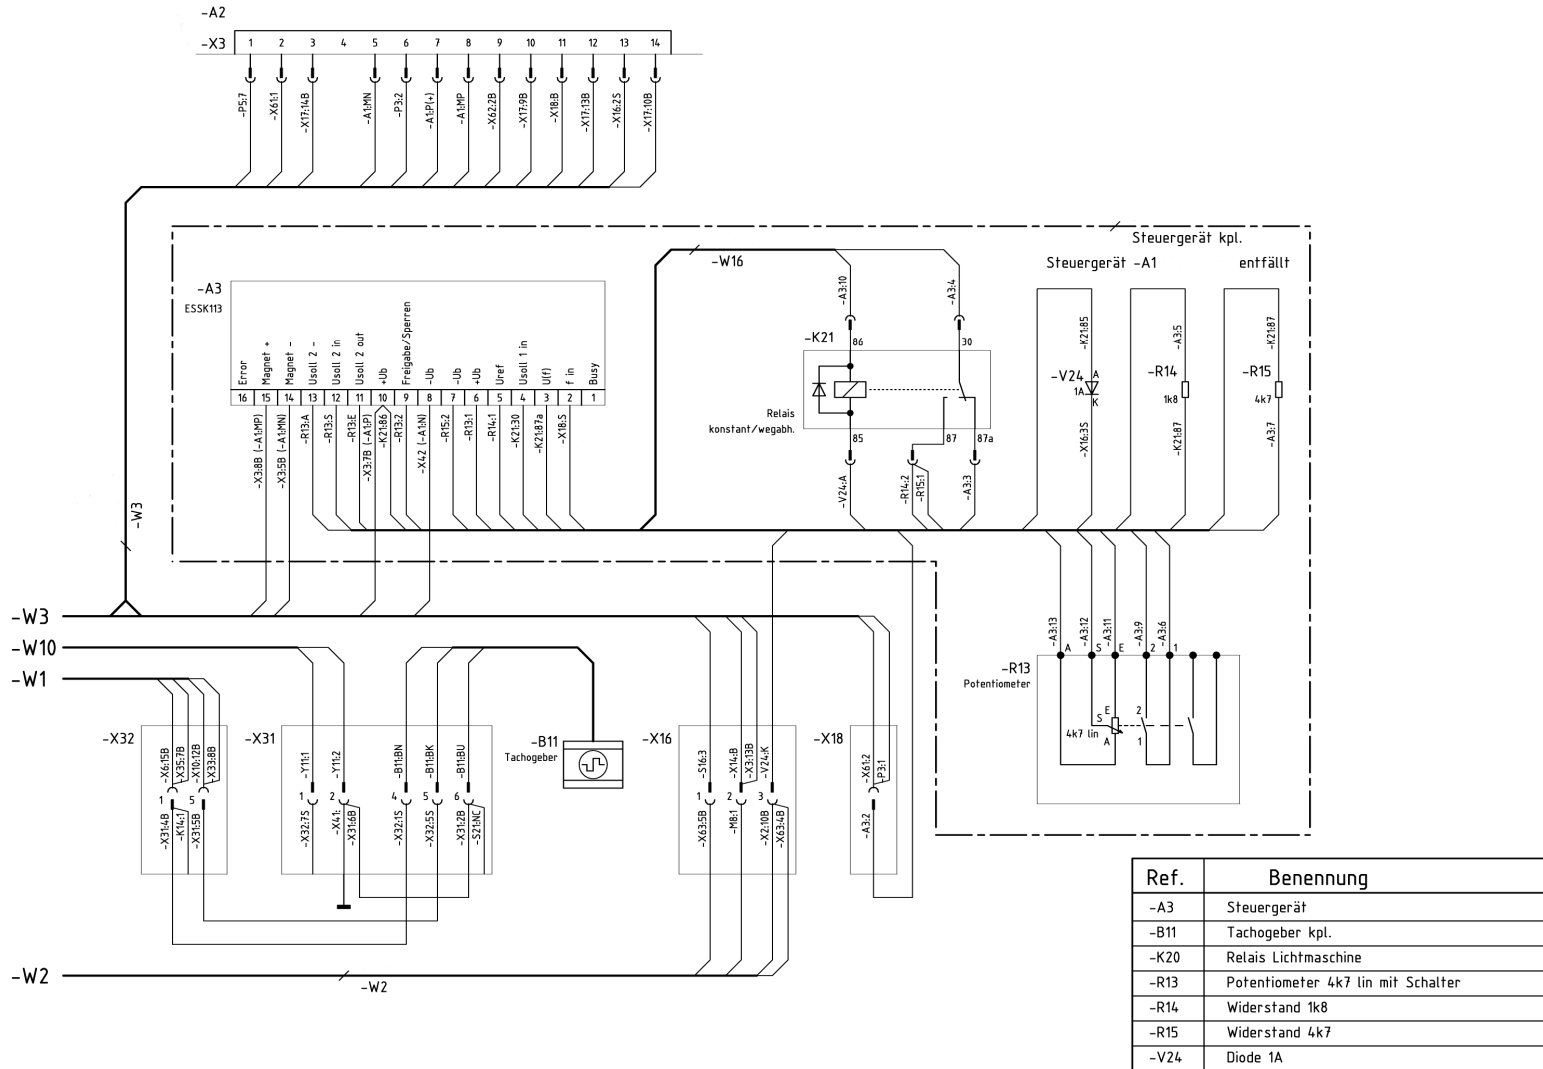 -A2
-X3 1 2 3 4 5 6 7 8 9 10 11 12 13 14
-P5:7
-X61:1
-X17:14B
-A1:MN
-P3:2
-A1:P(+)
-A1:MP
-X62:2B
-X17:9B
-X18:B
-X17:13B
-X16:2S
-X17:10B
Steuergerät kpl.
Steuergerät -A1
entfällt
-W16
-A3
ESSK113
Error
Magnet +
Magnet -
Usoll 2 -
Usoll 2 in
Usoll 2 out
+Ub
Freigabe/Sperren
-Ub
-Ub
+Ub
Uref
Usoll 1 in
U(f)
f in
Busy
16 15 14 13 12 11 10 9 8 7 6 5 4 3 2 1
-X3:8B (-A1:MP)
-X3:5B (-A1:MN)
-R13:A
-R13:S
-R13:E
-X3:7B (-A1:P)
-K21:86
-R13:2
-X42 (-A1:N)
-R15:2
-R13:1
-R14:1
-K21:30
-K21:87a
-X18:S
-A3:10
-A3:4
-K21
86
30
Relais
konstant/wegabh.
85
87
87a
-V24:A
-R14:2
-R15:1
-A3:3
-K21:85
-V24
1A
A
K
-X16:3S
-A3:5
-R14
1k8
-K21:87
-K21:87
-R15
4k7
-A3:7
-W3
-W3
-W10
-W1
-A3:13
-A3:12
-A3:11
-A3:9
-A3:6
A S E 2 1
-R13
Potentiometer
E
S
4k7 lin
A
2
1
-X32
-X6:15B
-X35:7B
-X10:12B
-X33:8B
1 5
-X31:4B
-K14:1
-X31:5B
-X31
-Y11:1
-Y11:2
-B11:BN
-B11:BK
-B11:BU
1 2 4 5 6
-X32:7S
-X41:
-X31:6B
-X32:1S
-X32:5S
-X31:2B
-S21:NC
-B11
Tachogeber
-X16
-S16:3
-X14:B
-X3:13B
-V24:K
1 2 3
-X63:5B
-M8:1
-X2:10B
-X63:4B
-X18
-X61:2
-P3:1
-A3:2
-W2
-W2
Ref. Benennung
-A3 Steuergerät
-B11 Tachogeber kpl.
-K20 Relais Lichtmaschine
-R13 Potentiometer 4k7 lin mit Schalter
-R14 Widerstand 1k8
-R15 Widerstand 4k7
-V24 Diode 1A